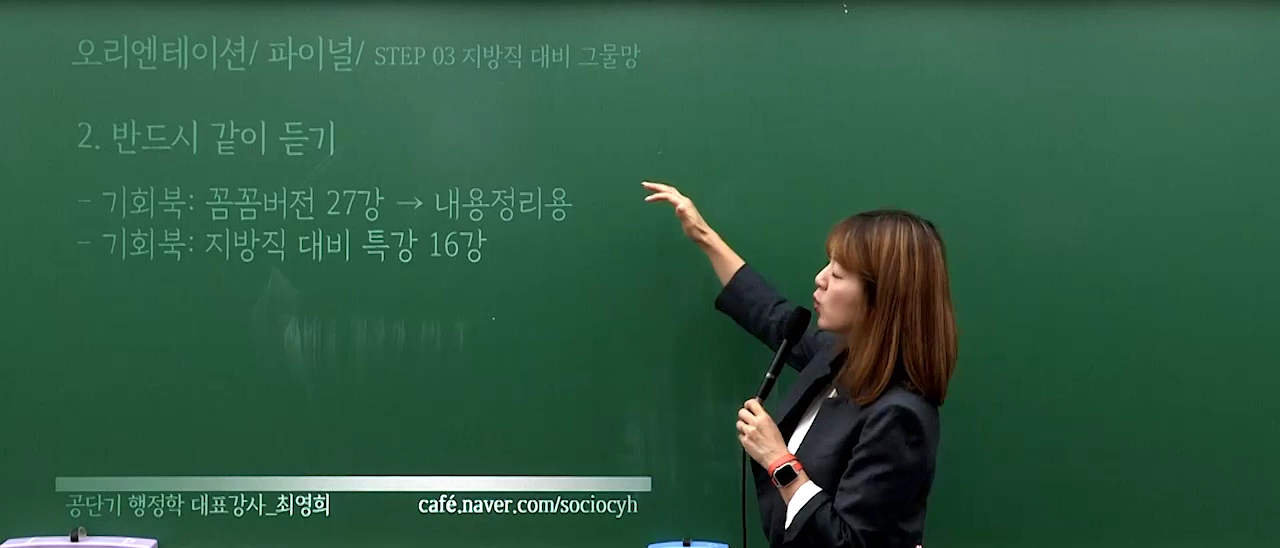 오리엔테이션/ 파이널/ STEP 03 지방직 대비 그물망
2. 반드시 같이 듣기
- 기회북: 꼼꼼버전 27강 → 내용정리용
- 기회북: 지방직 대비 특강 16강
공단기 행정학 대표강사_최영희 café.naver.com/sociocyh